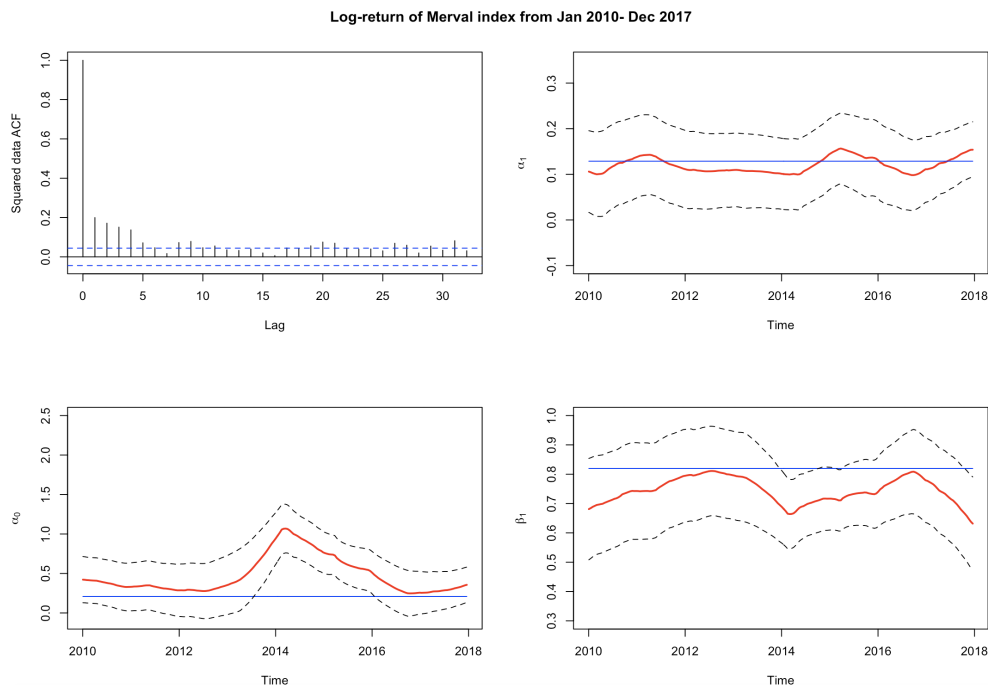 Log-return of Merval index from Jan 2010- Dec 2017
Squared data ACF
1.0
0.8
0.6
0.4
0.2
0.0
0 5 10 15 20 25 30
Lag
α1
0.3
0.2
0.1
0.0
-0.1
2010 2012 2014 2016 2018
Time
α0
2.5
2.0
1.5
1.0
0.5
0.0
2010 2012 2014 2016 2018
Time
β1
1.0
0.9
0.8
0.7
0.6
0.5
0.4
0.3
2010 2012 2014 2016 2018
Time